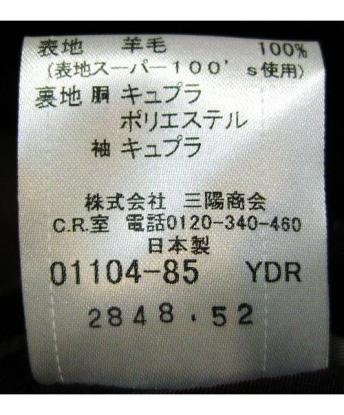 表地 羊毛 100%
(表地スーパー100's使用)
裏地 胴 キュプラ
ポリエステル
袖 キュプラ
株式会社 三陽商会
C.R.室 電話0120-340-460
日本製
01104-85 YDR
2848.52